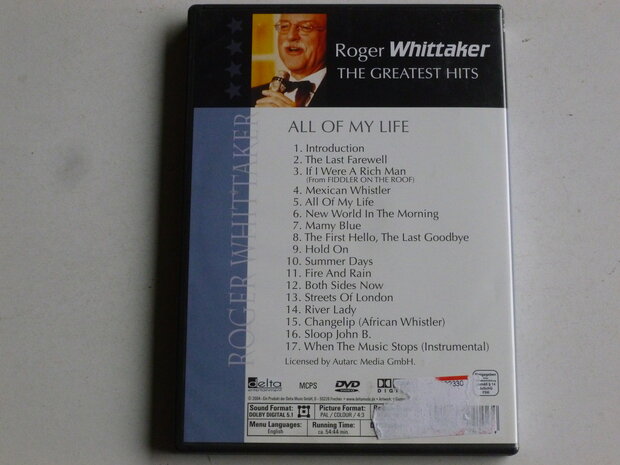 Roger Whittaker
THE GREATEST HITS
ROGER WHITTAKER
ALL OF MY LIFE
1. Introduction
2. The Last Farewell
3. If I Were A Rich Man
(From FIDDLER ON THE ROOF)
4. Mexican Whistler
5. All Of My Life
6. New World In The Morning
7. Mamy Blue
8. The First Hello, The Last Goodbye
9. Hold On
10. Summer Days
11. Fire And Rain
12. Both Sides Now
13. Streets Of London
14. River Lady
15. Changelip (African Whistler)
16. Sloop John B.
17. When The Music Stops (Instrumental)
Licensed by Autarc Media GmbH.
delta
entertainment
MCPS
DVD
330
Sound Format:
DOLBY DIGITAL 5.1
Picture Format:
PAL / COLOUR / 4:3
Menu Languages:
English
Running Time:
ca. 54:44 min.